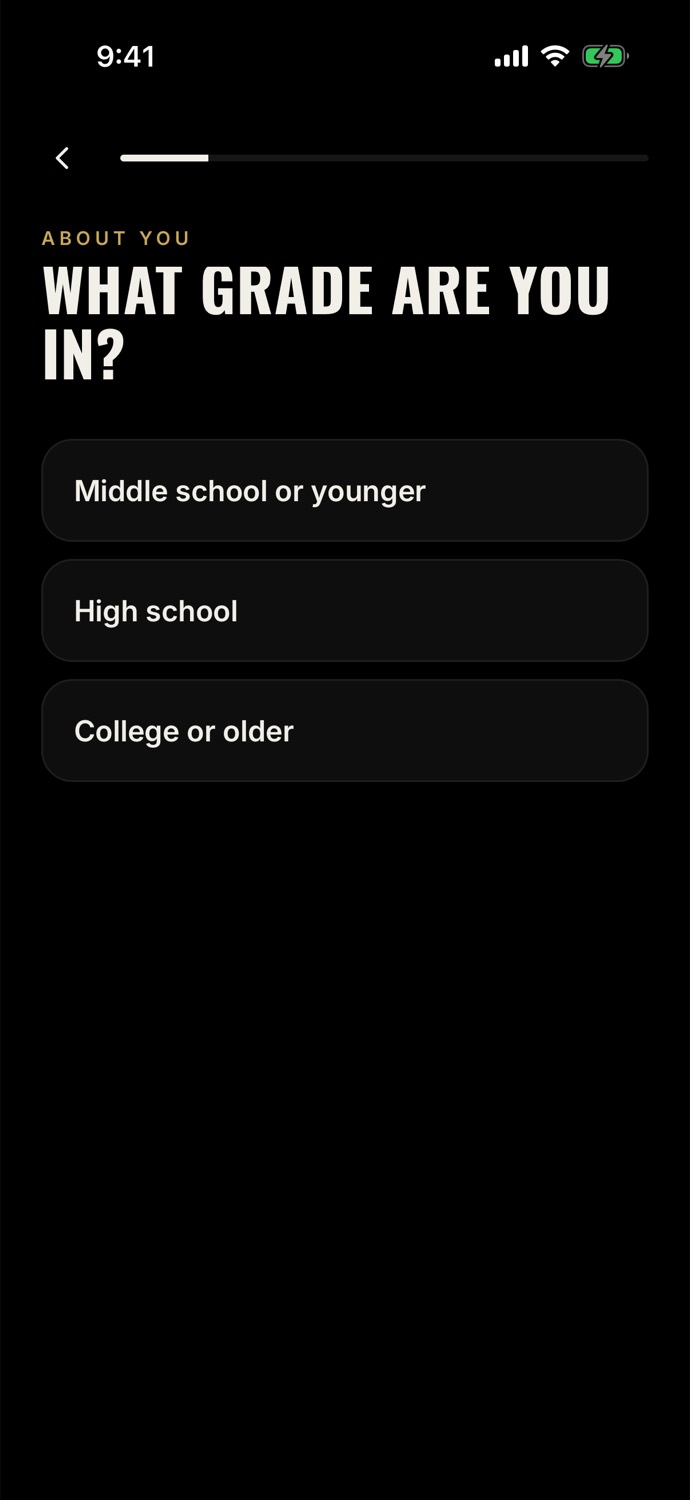 9:41
ABOUT YOU
WHAT GRADE ARE YOU
IN?
Middle school or younger
High school
College or older